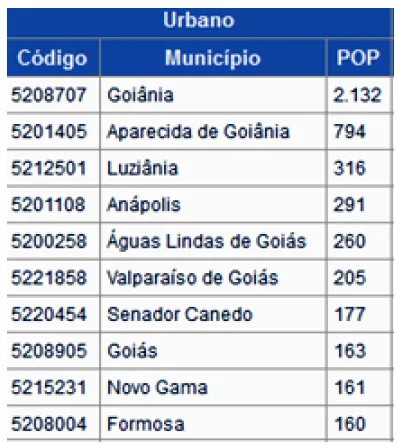 Urbano
Código Município POP
5208707 Goiânia 2.132
5201405 Aparecida de Goiânia 794
5212501 Luziânia 316
5201108 Anápolis 291
5200258 Águas Lindas de Goiás 260
5221858 Valparaíso de Goiás 205
5220454 Senador Canedo 177
5208905 Goiás 163
5215231 Novo Gama 161
5208004 Formosa 160